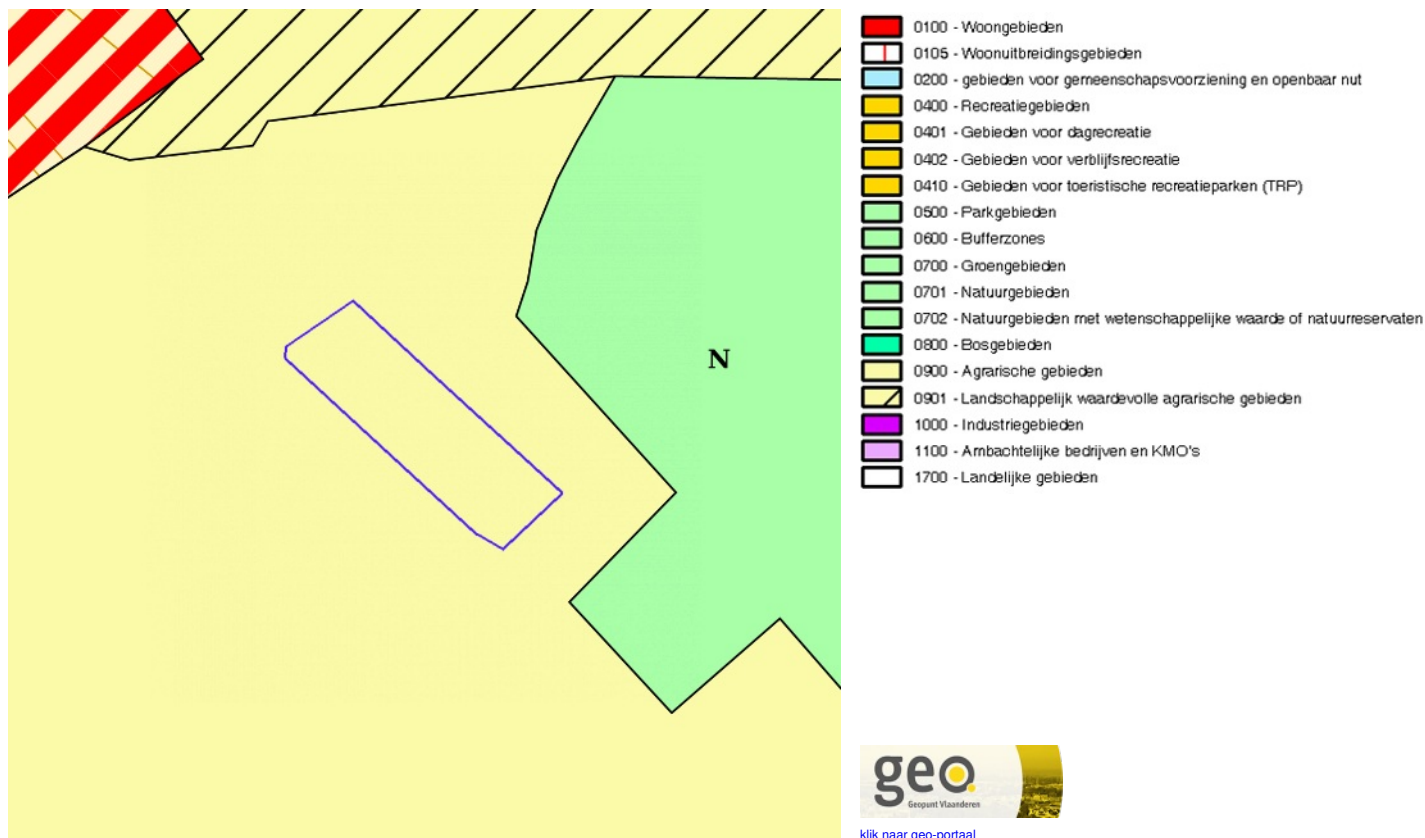 N
0100 - Woongebieden
0105 - Woonuitbreidingsgebieden
0200 - gebieden voor gemeenschapsvoorziening en openbaar nut
0400 - Recreatiegebieden
0401 - Gebieden voor dagrecreatie
0402 - Gebieden voor verblijfsrecreatie
0410 - Gebieden voor toeristische recreatieparken (TRP)
0500 - Parkgebieden
0600 - Bufferzones
0700 - Groengebieden
0701 - Natuurgebieden
0702 - Natuurgebieden met wetenschappelijke waarde of natuurreservaten
0800 - Bosgebieden
0900 - Agrarische gebieden
0901 - Landschappelijk waardevolle agrarische gebieden
1000 - Industriegebieden
1100 - Ambachtelijke bedrijven en KMO's
1700 - Landelijke gebieden
geo.
Geopunt Vlaanderen
klik naar geo-portaal